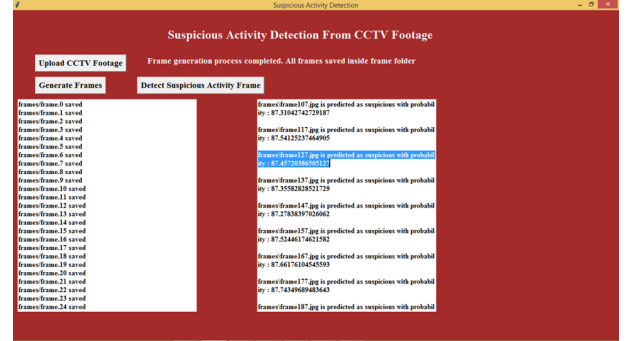 Suspicious Activity Detection
Suspicious Activity Detection From CCTV Footage
Upload CCTV Footage
Frame generation process completed. All frames saved inside frame folder
Generate Frames
Detect Suspicious Activity Frame
frames/frame.0 saved
frames/frame.1 saved
frames/frame.2 saved
frames/frame.3 saved
frames/frame.4 saved
frames/frame.5 saved
frames/frame.6 saved
frames/frame.7 saved
frames/frame.8 saved
frames/frame.9 saved
frames/frame.10 saved
frames/frame.11 saved
frames/frame.12 saved
frames/frame.13 saved
frames/frame.14 saved
frames/frame.15 saved
frames/frame.16 saved
frames/frame.17 saved
frames/frame.18 saved
frames/frame.19 saved
frames/frame.20 saved
frames/frame.21 saved
frames/frame.22 saved
frames/frame.23 saved
frames/frame.24 saved
frames\frame107.jpg is predicted as suspicious with probabil
ity : 87.31042742729187
frames\frame117.jpg is predicted as suspicious with probabil
ity : 87.54125237464905
frames\frame127.jpg is predicted as suspicious with probabil
ity : 87.45720386505127
frames\frame137.jpg is predicted as suspicious with probabil
ity : 87.35582828521729
frames\frame147.jpg is predicted as suspicious with probabil
ity : 87.27838397026062
frames\frame157.jpg is predicted as suspicious with probabil
ity : 87.52446174621582
frames\frame167.jpg is predicted as suspicious with probabil
ity : 87.66176104545593
frames\frame177.jpg is predicted as suspicious with probabil
ity : 87.74349689483643
frames\frame187.jpg is predicted as suspicious with probabil